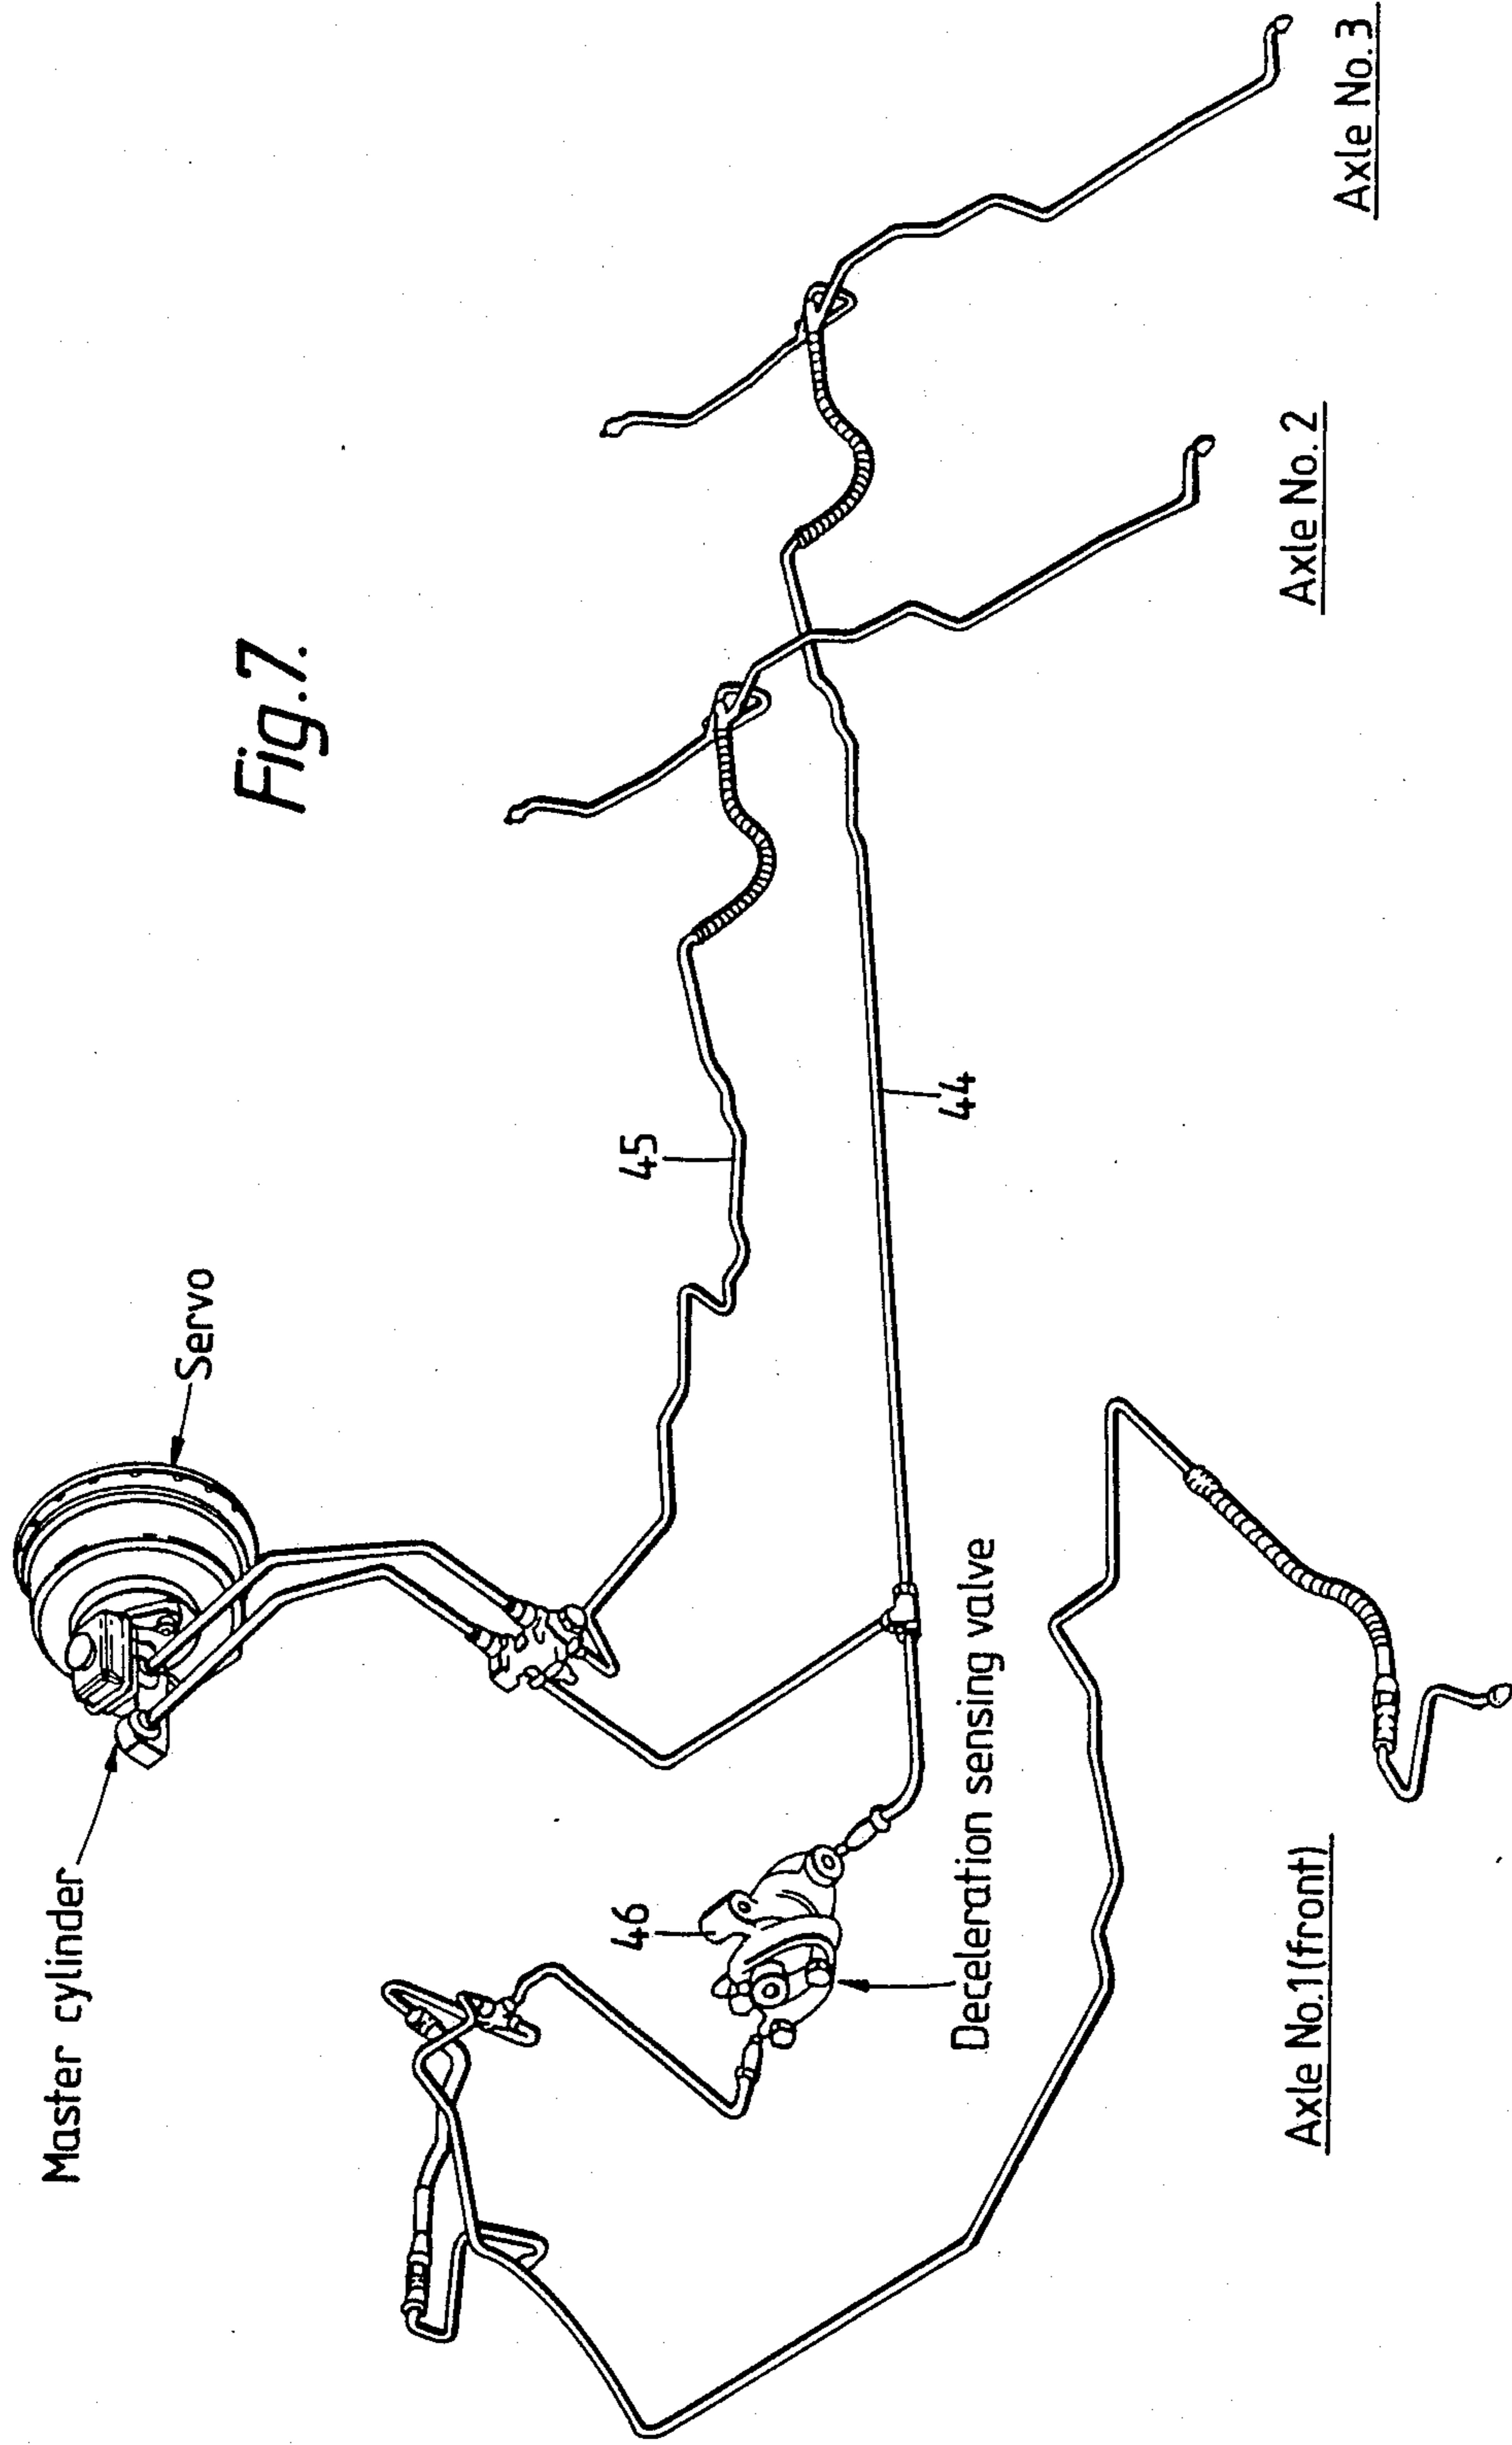 Fig.7.
Master cylinder
Servo
45
44
46
Deceleration sensing valve
Axle No.1(front)
Axle No. 2
Axle No.3